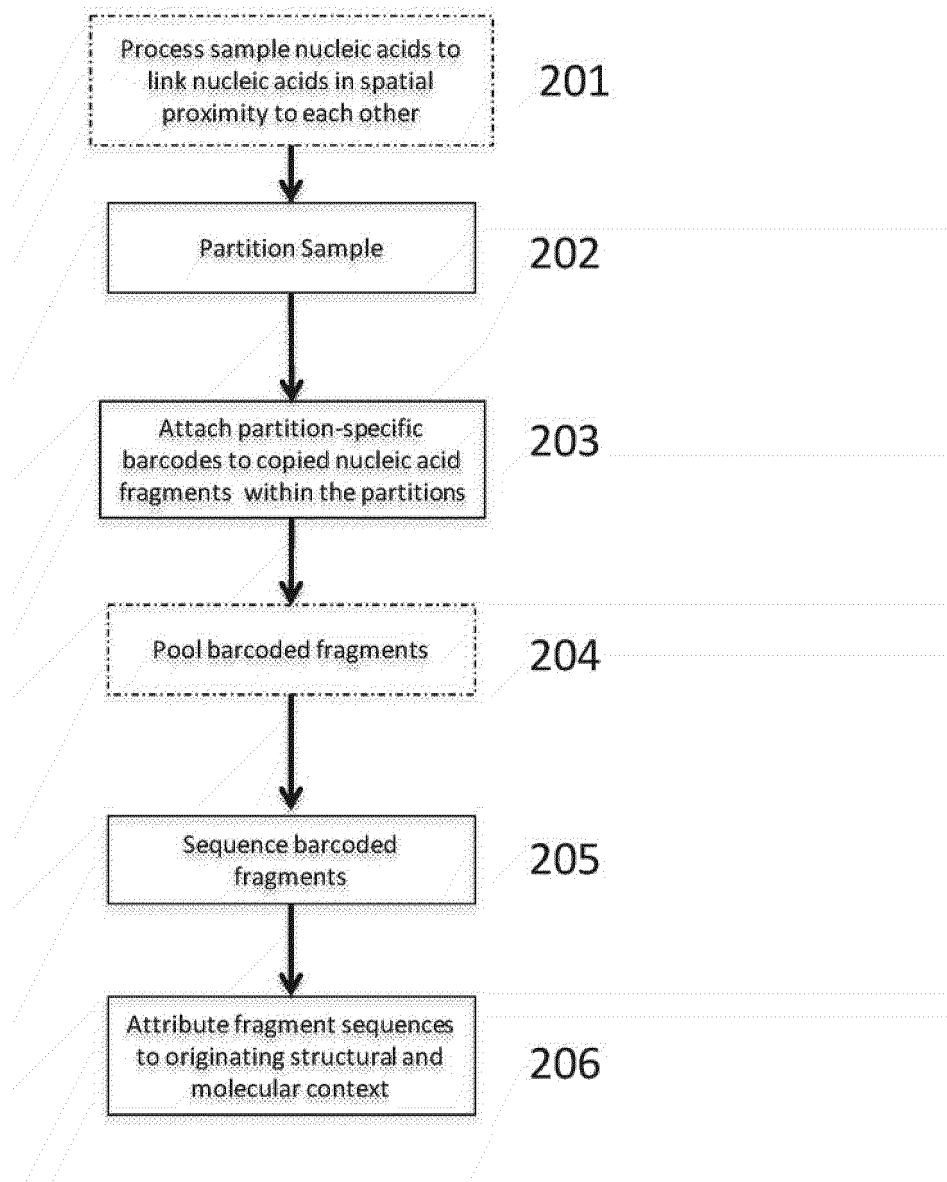 Process sample nucleic acids to
link nucleic acids in spatial
proximity to each other
201
Partition Sample
202
Attach partition-specific
barcodes to copied nucleic acid
fragments within the partitions
203
Pool barcoded fragments
204
Sequence barcoded
fragments
205
Attribute fragment sequences
to originating structural and
molecular context
206